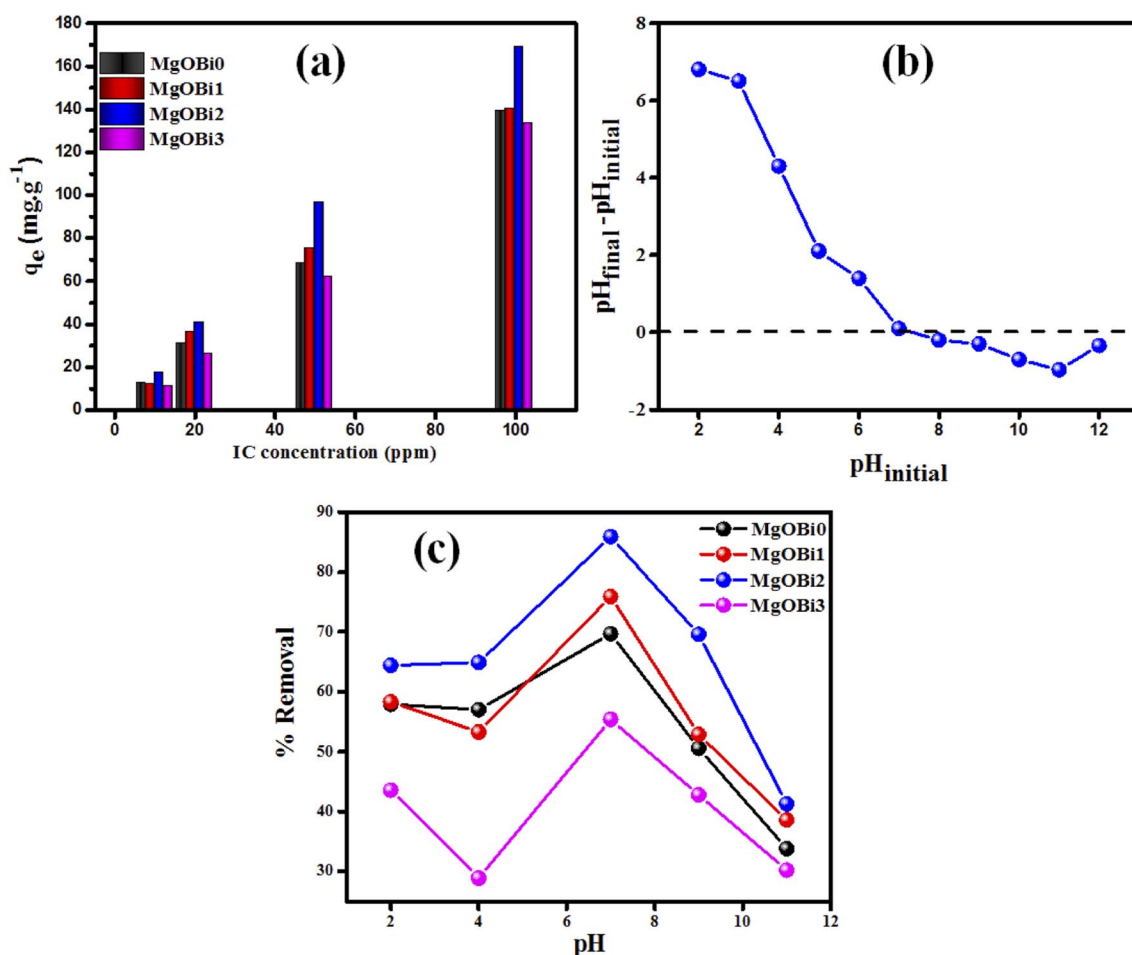 (a)
MgOBi0
MgOBi1
MgOBi2
MgOBi3
180
160
140
120
100
80
60
40
20
0
qe (mg.g-1)
0 20 40 60 80 100
IC concentration (ppm)
(b)
8
6
4
2
0
-2
pHfinal-pHinitial
2 4 6 8 10 12
pHinitial
(c)
MgOBi0
MgOBi1
MgOBi2
MgOBi3
90
80
70
60
50
40
30
% Removal
2 4 6 8 10 12
pH